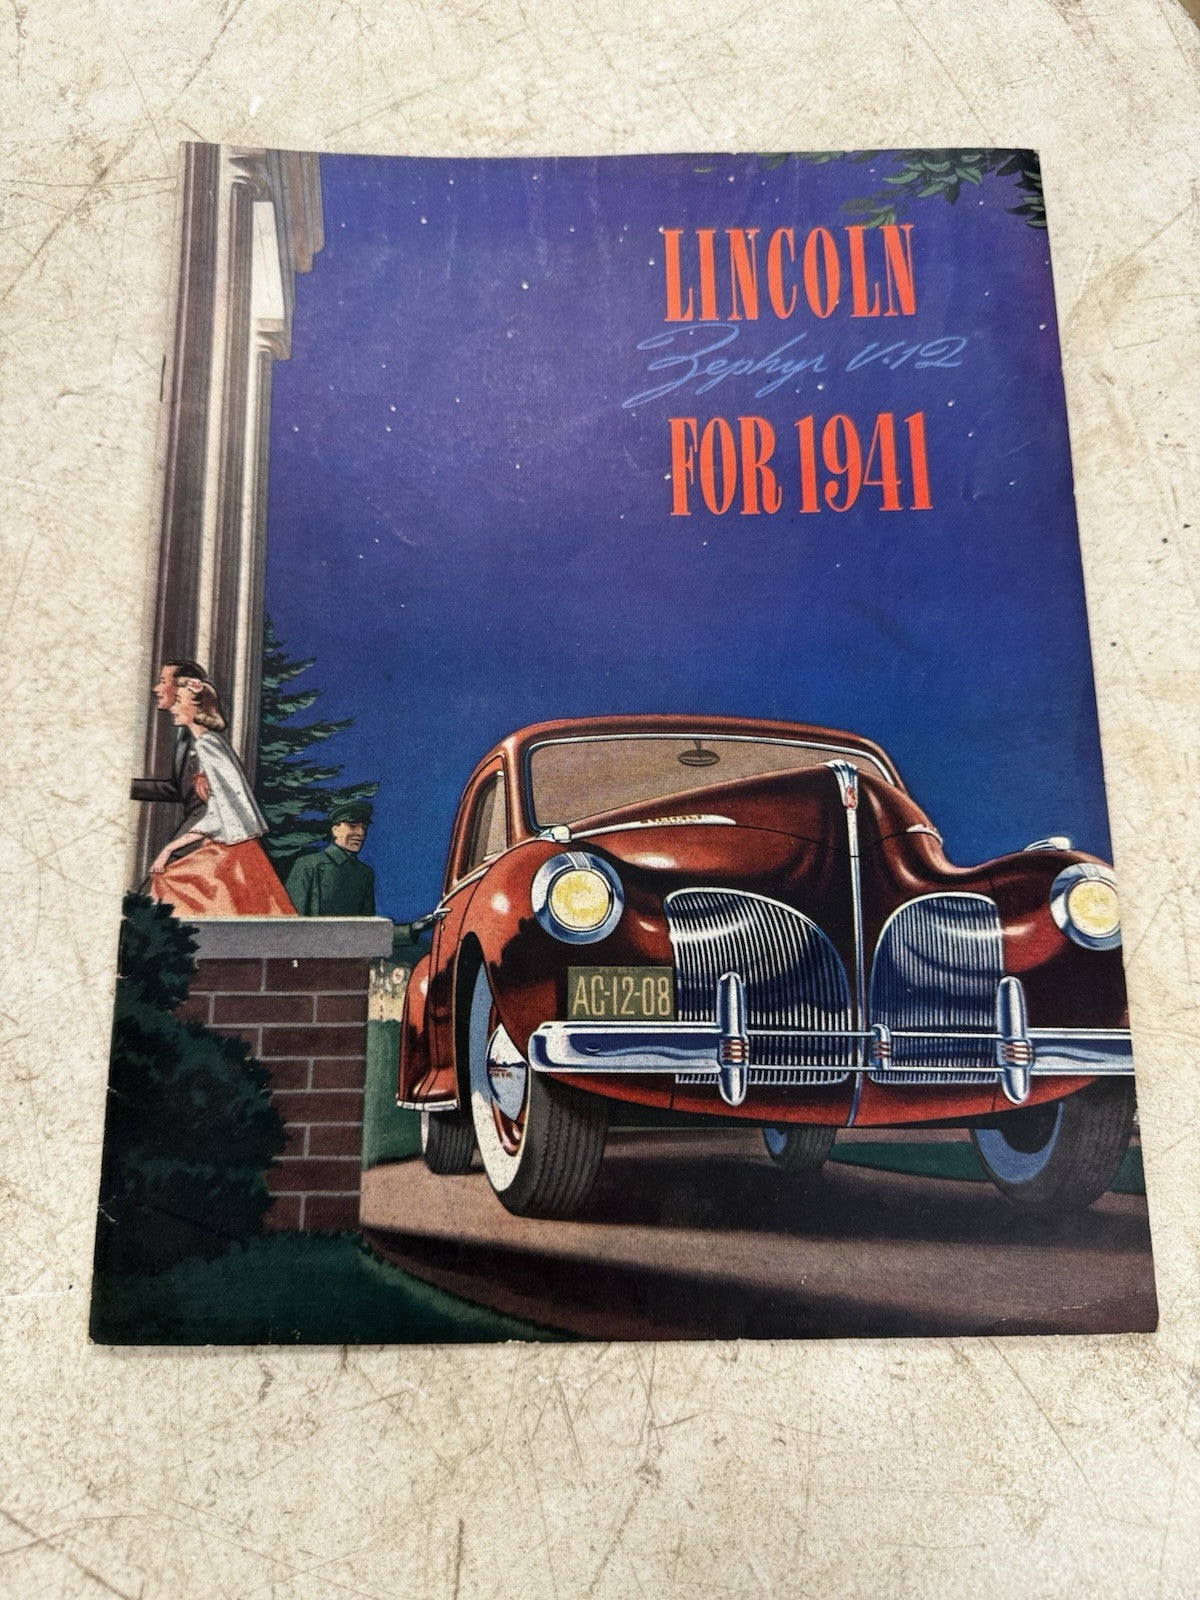 LINCOLN
Zephyr V·12
FOR 1941
AC-12-08